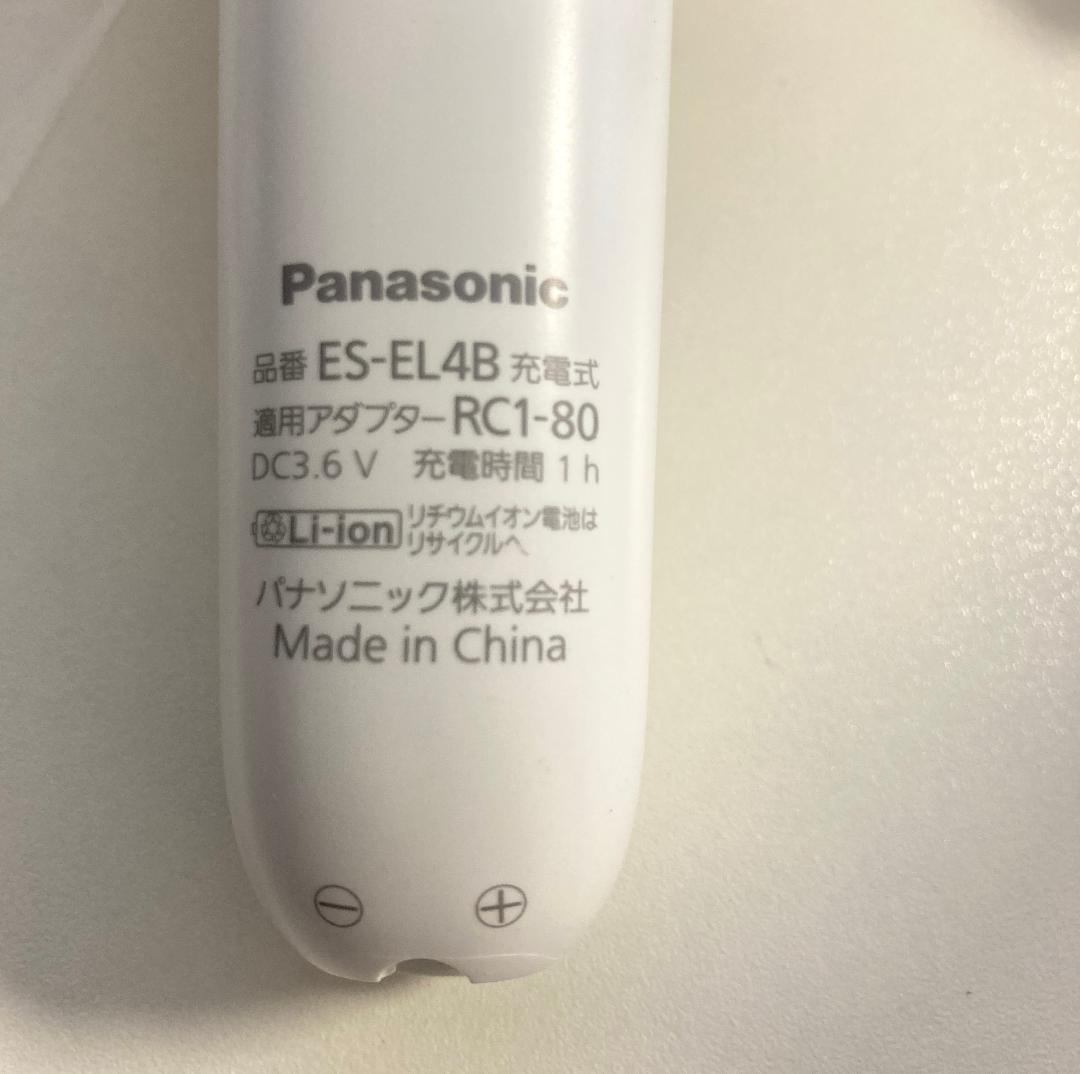 Panasonic
品番 ES-EL4B 充電式
適用アダプター RC1-80
DC3.6 V 充電時間 1 h
Li-ion リチウムイオン電池は
リサイクルへ
パナソニック株式会社
Made in China
⊖ ⊕